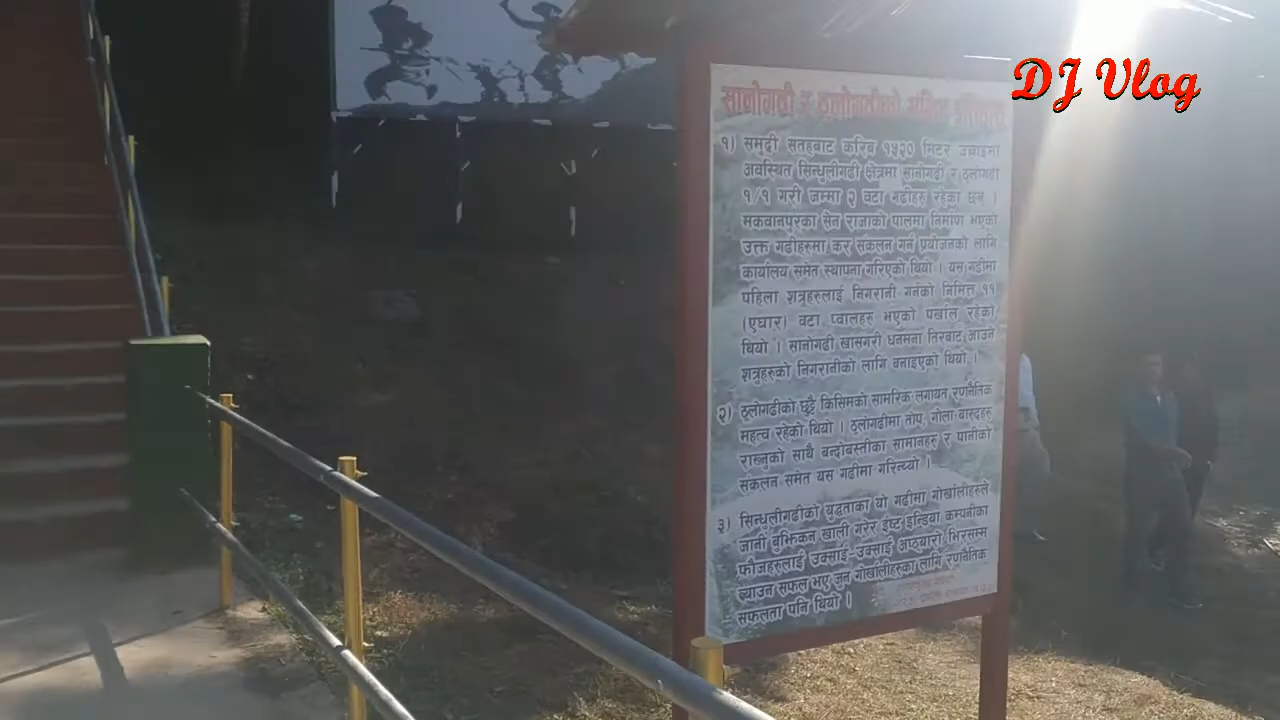 DJ Vlog
सानोगढी र ठूलोगढीको संक्षिप्त
१) समुद्री सतहबाट करिब १५२० मिटर उचाइमा
अवस्थित सिन्धुलीगढी क्षेत्रमा सानोगढी र ठूलोगढी
१/१ गरी जम्मा २ वटा गढीहरु रहेका छन् ।
मकवानपुरका सेन राजाको पालामा निर्माण भएको
उक्त गढीहरुमा कर संकलन गर्ने प्रयोजनको लागि
कार्यालय समेत स्थापना गरिएको थियो । यस गढीमा
पहिला शत्रुहरुलाई निगरानी गर्नको निमित्त ११
(एघार) वटा प्वालहरु भएको पर्खाल रहेको
थियो । सानोगढी खासगरी धनमना तिरबाट आउने
शत्रुहरुको निगरानीको लागि बनाइएको थियो ।
२) ठूलोगढीको छुट्टै किसिमको सामरिक लगायत रणनैतिक
महत्व रहेको थियो । ठूलोगढीमा तोप, गोला बारुदहरु
राख्नुको साथै बन्दोबस्तीका सामानहरु र पानीको
संकलन समेत यस गढीमा गरिन्थ्यो ।
३) सिन्धुलीगढीको युद्धताका यो गढीमा गोर्खालीहरुले
जानी बुझिकन खाली गरेर ईष्ट इन्डिया कम्पनीका
फौजहरुलाई उक्साई-उक्साई अप्ठ्यारो भिरसम्म
ल्याउन सफल भए जुन गोर्खालीहरुका लागि रणनैतिक
सफलता पनि थियो ।